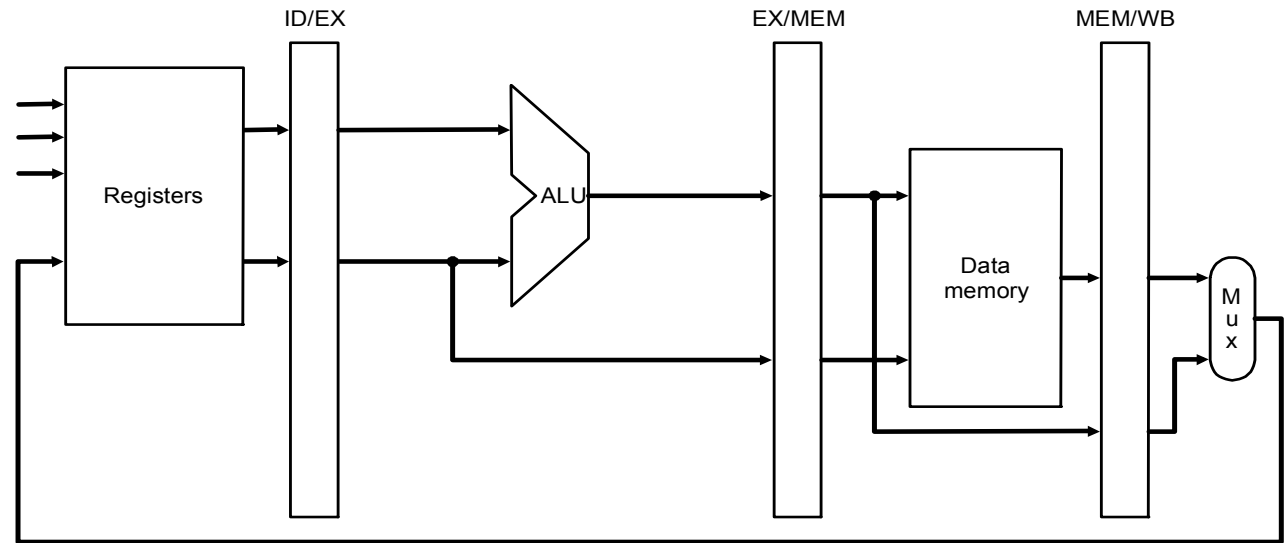 ID/EX
EX/MEM
MEM/WB
Registers
ALU
Data
memory
M
u
x